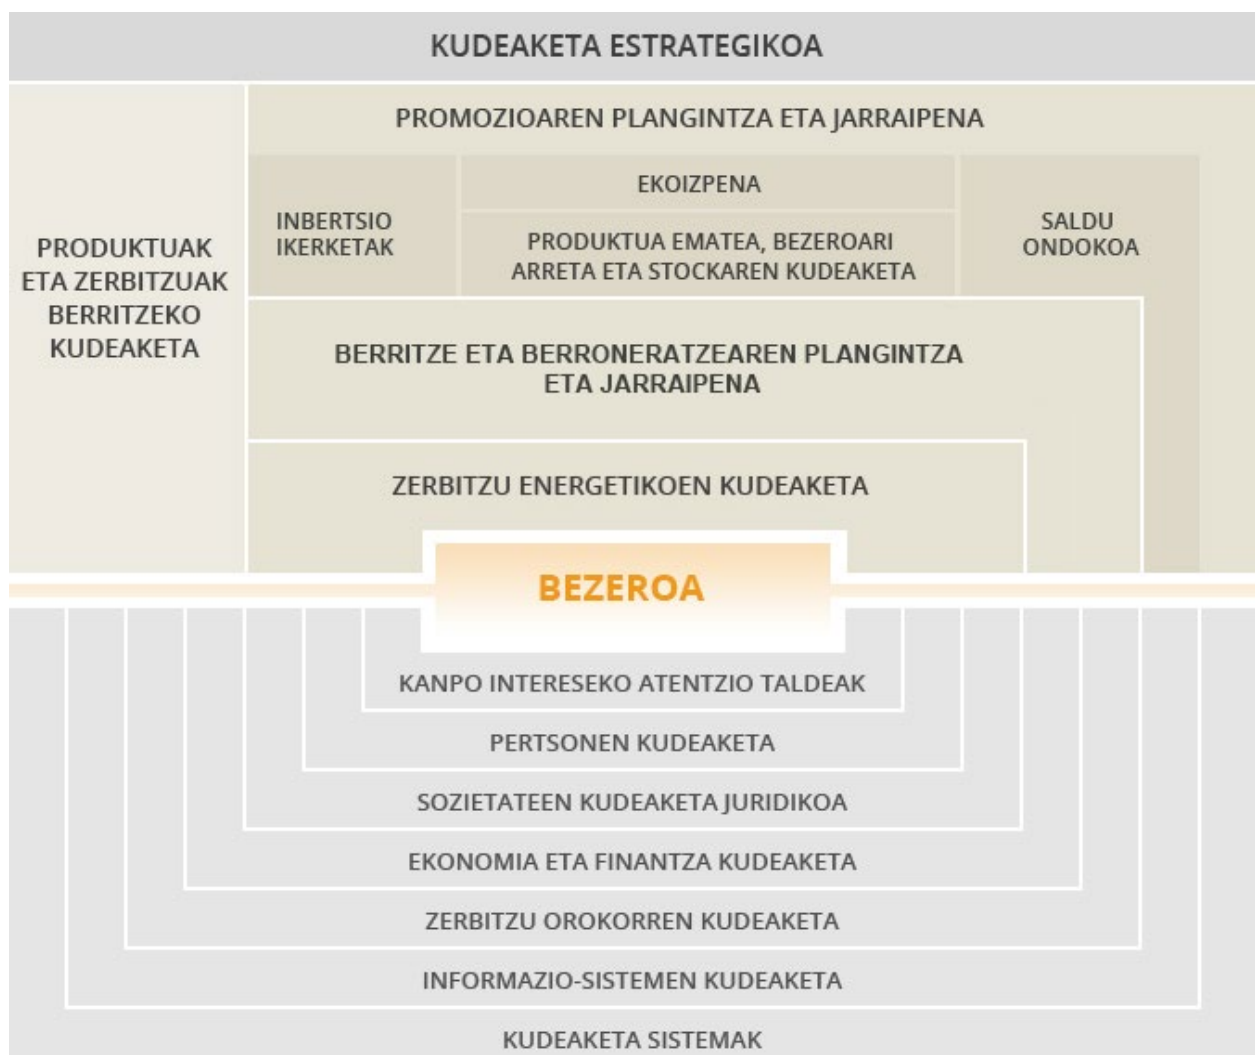 KUDEAKETA ESTRATEGIKOA
PROMOZIOAREN PLANGINTZA ETA JARRAIPENA
PRODUKTUAK
ETA ZERBITZUAK
BERRITZEKO
KUDEAKETA
INBERTSIO
IKERKETAK
EKOIZPENA
PRODUKTUA EMATEA, BEZEROARI
ARRETA ETA STOCKAREN KUDEAKETA
SALDU
ONDOKOA
BERRITZE ETA BERRONERATZEAREN PLANGINTZA
ETA JARRAIPENA
ZERBITZU ENERGETIKOEN KUDEAKETA
BEZEROA
KANPO INTERESEKO ATENTZIO TALDEAK
PERTSONEN KUDEAKETA
SOZIETATEEN KUDEAKETA JURIDIKOA
EKONOMIA ETA FINANTZA KUDEAKETA
ZERBITZU OROKORREN KUDEAKETA
INFORMAZIO-SISTEMEN KUDEAKETA
KUDEAKETA SISTEMAK